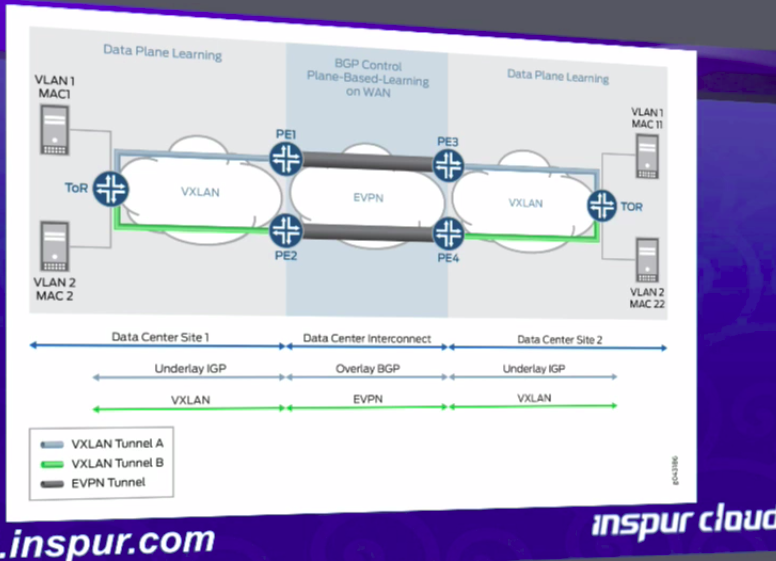 Data Plane Learning
BGP Control
Plane-Based-Learning
on WAN
Data Plane Learning
VLAN 1
MAC1
VLAN 1
MAC 11
PE1
PE3
ToR
VXLAN
EVPN
VXLAN
TOR
PE2
PE4
VLAN 2
MAC 2
VLAN 2
MAC 22
Data Center Site 1
Data Center Interconnect
Data Center Site 2
Underlay IGP
Overlay BGP
Underlay IGP
VXLAN
EVPN
VXLAN
VXLAN Tunnel A
VXLAN Tunnel B
EVPN Tunnel
g043186
.inspur.com
inspur cloud